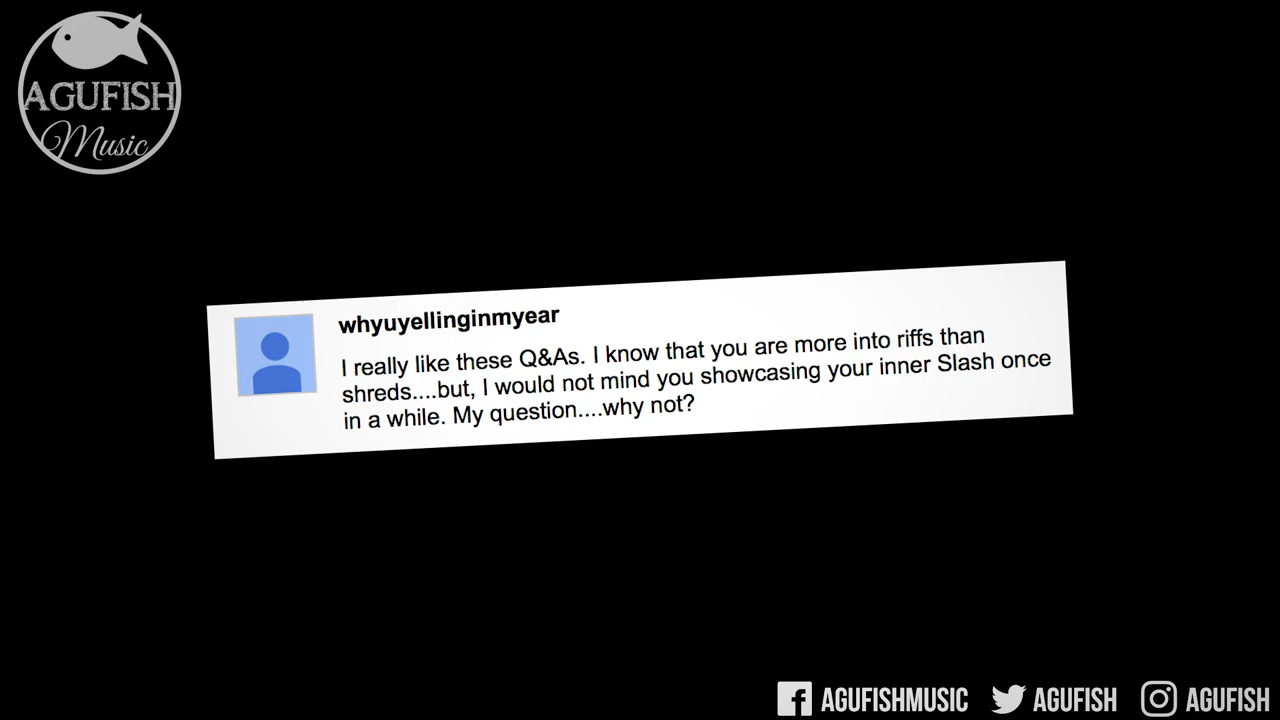 AGUFISH
Music
whyuyellinginmyear
I really like these Q&As. I know that you are more into riffs than
shreds....but, I would not mind you showcasing your inner Slash once
in a while. My question....why not?
AGUFISHMUSIC AGUFISH AGUFISH